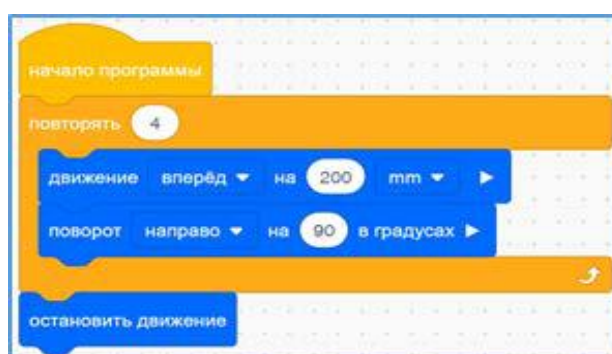 начало программы
повторять 4
движение вперёд на 200 mm
поворот направо на 90 в градусах
остановить движение